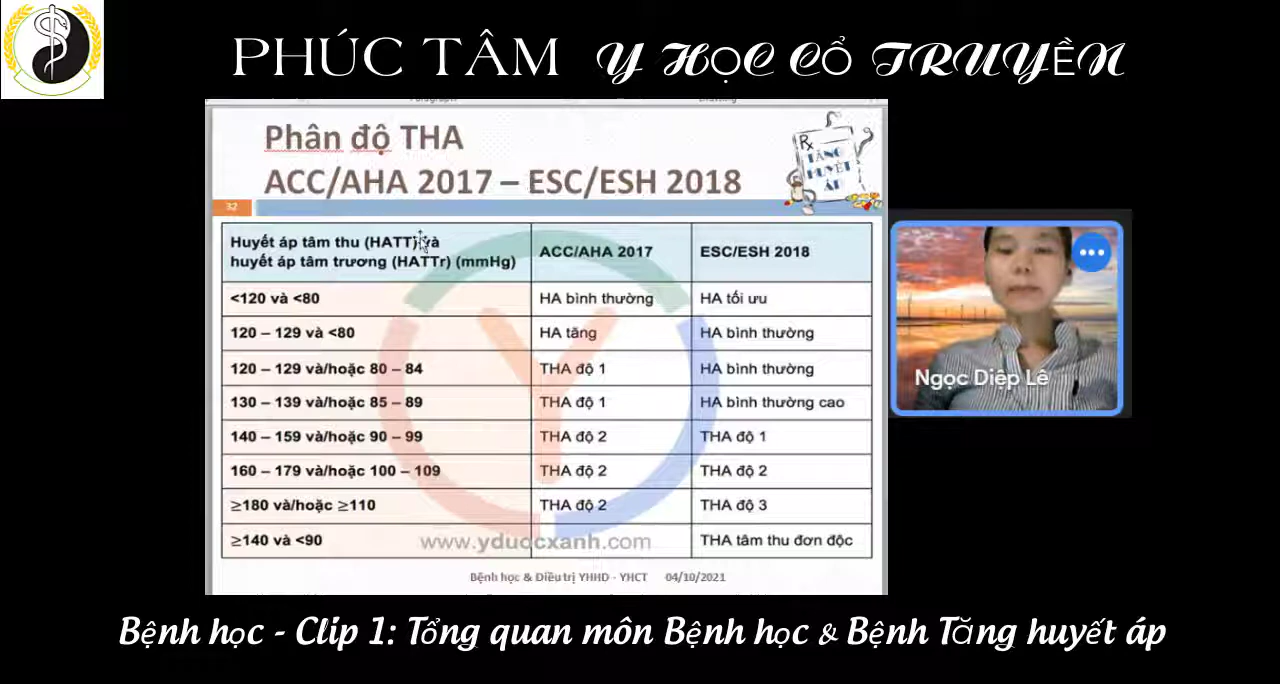 PHÚC TÂM Y HỌC CỔ TRUYỀN
Phân độ THA
ACC/AHA 2017 – ESC/ESH 2018
TĂNG
HUYẾT
ÁP
32
Huyết áp tâm thu (HATT) và
huyết áp tâm trương (HATTr) (mmHg)
ACC/AHA 2017
ESC/ESH 2018
<120 và <80
HA bình thường
HA tối ưu
120 – 129 và <80
HA tăng
HA bình thường
120 – 129 và/hoặc 80 – 84
THA độ 1
HA bình thường
130 – 139 và/hoặc 85 – 89
THA độ 1
HA bình thường cao
140 – 159 và/hoặc 90 – 99
THA độ 2
THA độ 1
160 – 179 và/hoặc 100 – 109
THA độ 2
THA độ 2
≥180 và/hoặc ≥110
THA độ 2
THA độ 3
≥140 và <90
THA tâm thu đơn độc
www.yduocxanh.com
Bệnh học & Điều trị YHHD - YHCT 04/10/2021
Ngọc Diệp Lê
Bệnh học - Clip 1: Tổng quan môn Bệnh học & Bệnh Tăng huyết áp